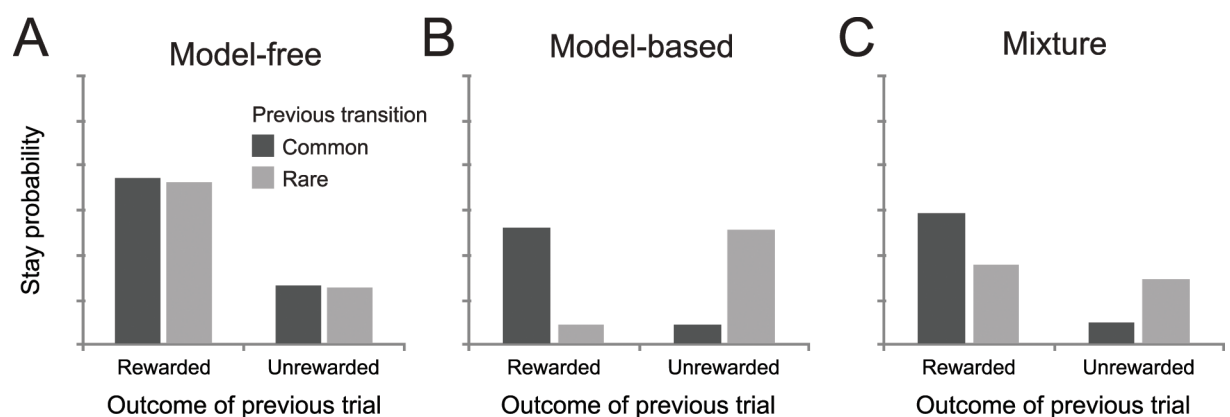 A
Model-free
Stay probability
Previous transition
Common
Rare
Rewarded
Unrewarded
Outcome of previous trial
B
Model-based
Rewarded
Unrewarded
Outcome of previous trial
C
Mixture
Rewarded
Unrewarded
Outcome of previous trial